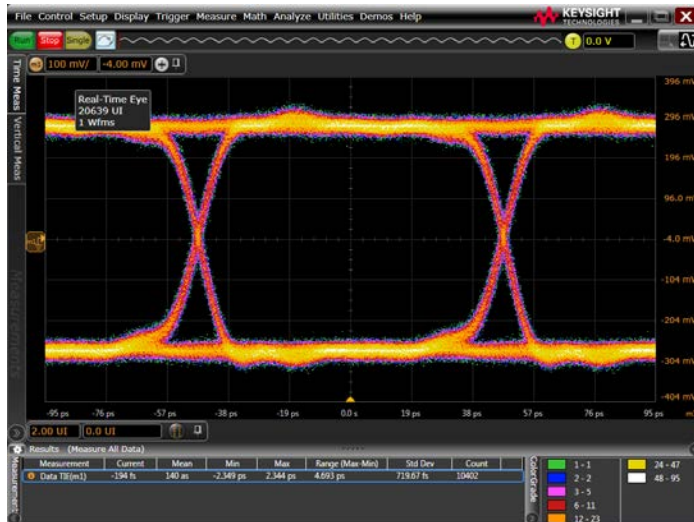 File Control Setup Display Trigger Measure Math Analyze Utilities Demos Help
KEYSIGHT
TECHNOLOGIES
Run Stop Single
T 0.0 V
m1 100 mV/ -4.00 mV
Time Meas
Vertical Meas
Measurements
Real-Time Eye
20639 UI
1 Wfms
396 mV
296 mV
196 mV
96.0 mV
-4.0 mV
-104 mV
-204 mV
-304 mV
-404 mV
-95 ps -76 ps -57 ps -38 ps -19 ps 0.0 s 19 ps 38 ps 57 ps 76 ps 95 ps
2.00 UI 0.0 UI
Results (Measure All Data)
Measurement Current Mean Min Max Range (Max-Min) Std Dev Count
Data TIE(m1) -194 fs 140 as -2.349 ps 2.344 ps 4.693 ps 719.67 fs 10402
Measurements
ColorGrade
1 - 1
2 - 2
3 - 5
6 - 11
12 - 23
24 - 47
48 - 95